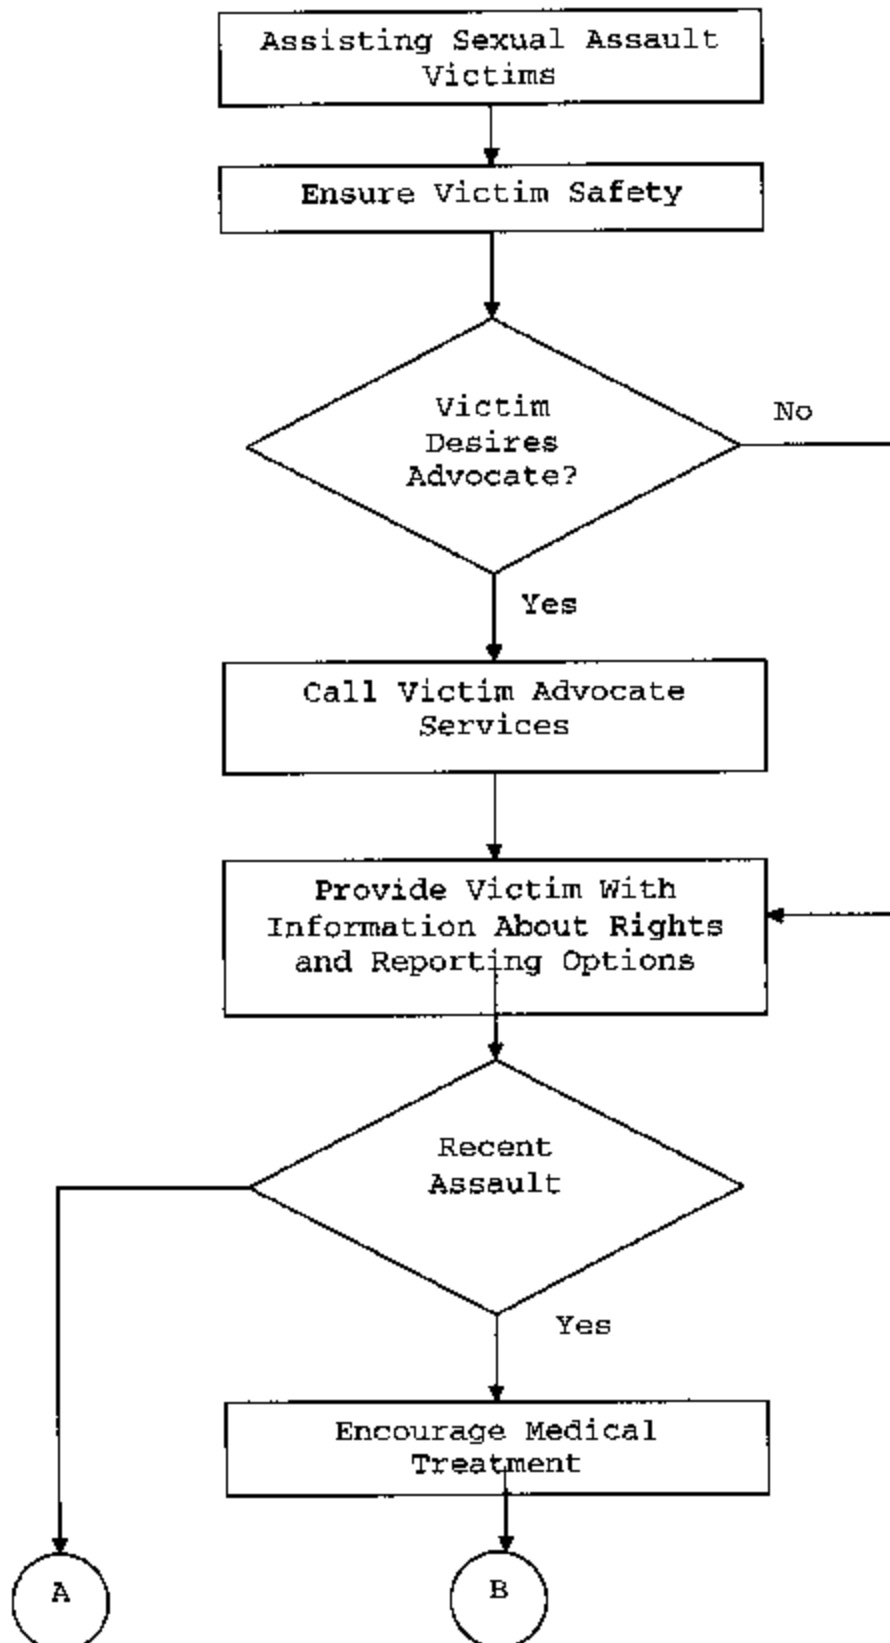 Assisting Sexual Assault
Victims
Ensure Victim Safety
Victim
Desires
Advocate?
No
Yes
Call Victim Advocate
Services
Provide Victim With
Information About Rights
and Reporting Options
Recent
Assault
Yes
Encourage Medical
Treatment
A
B